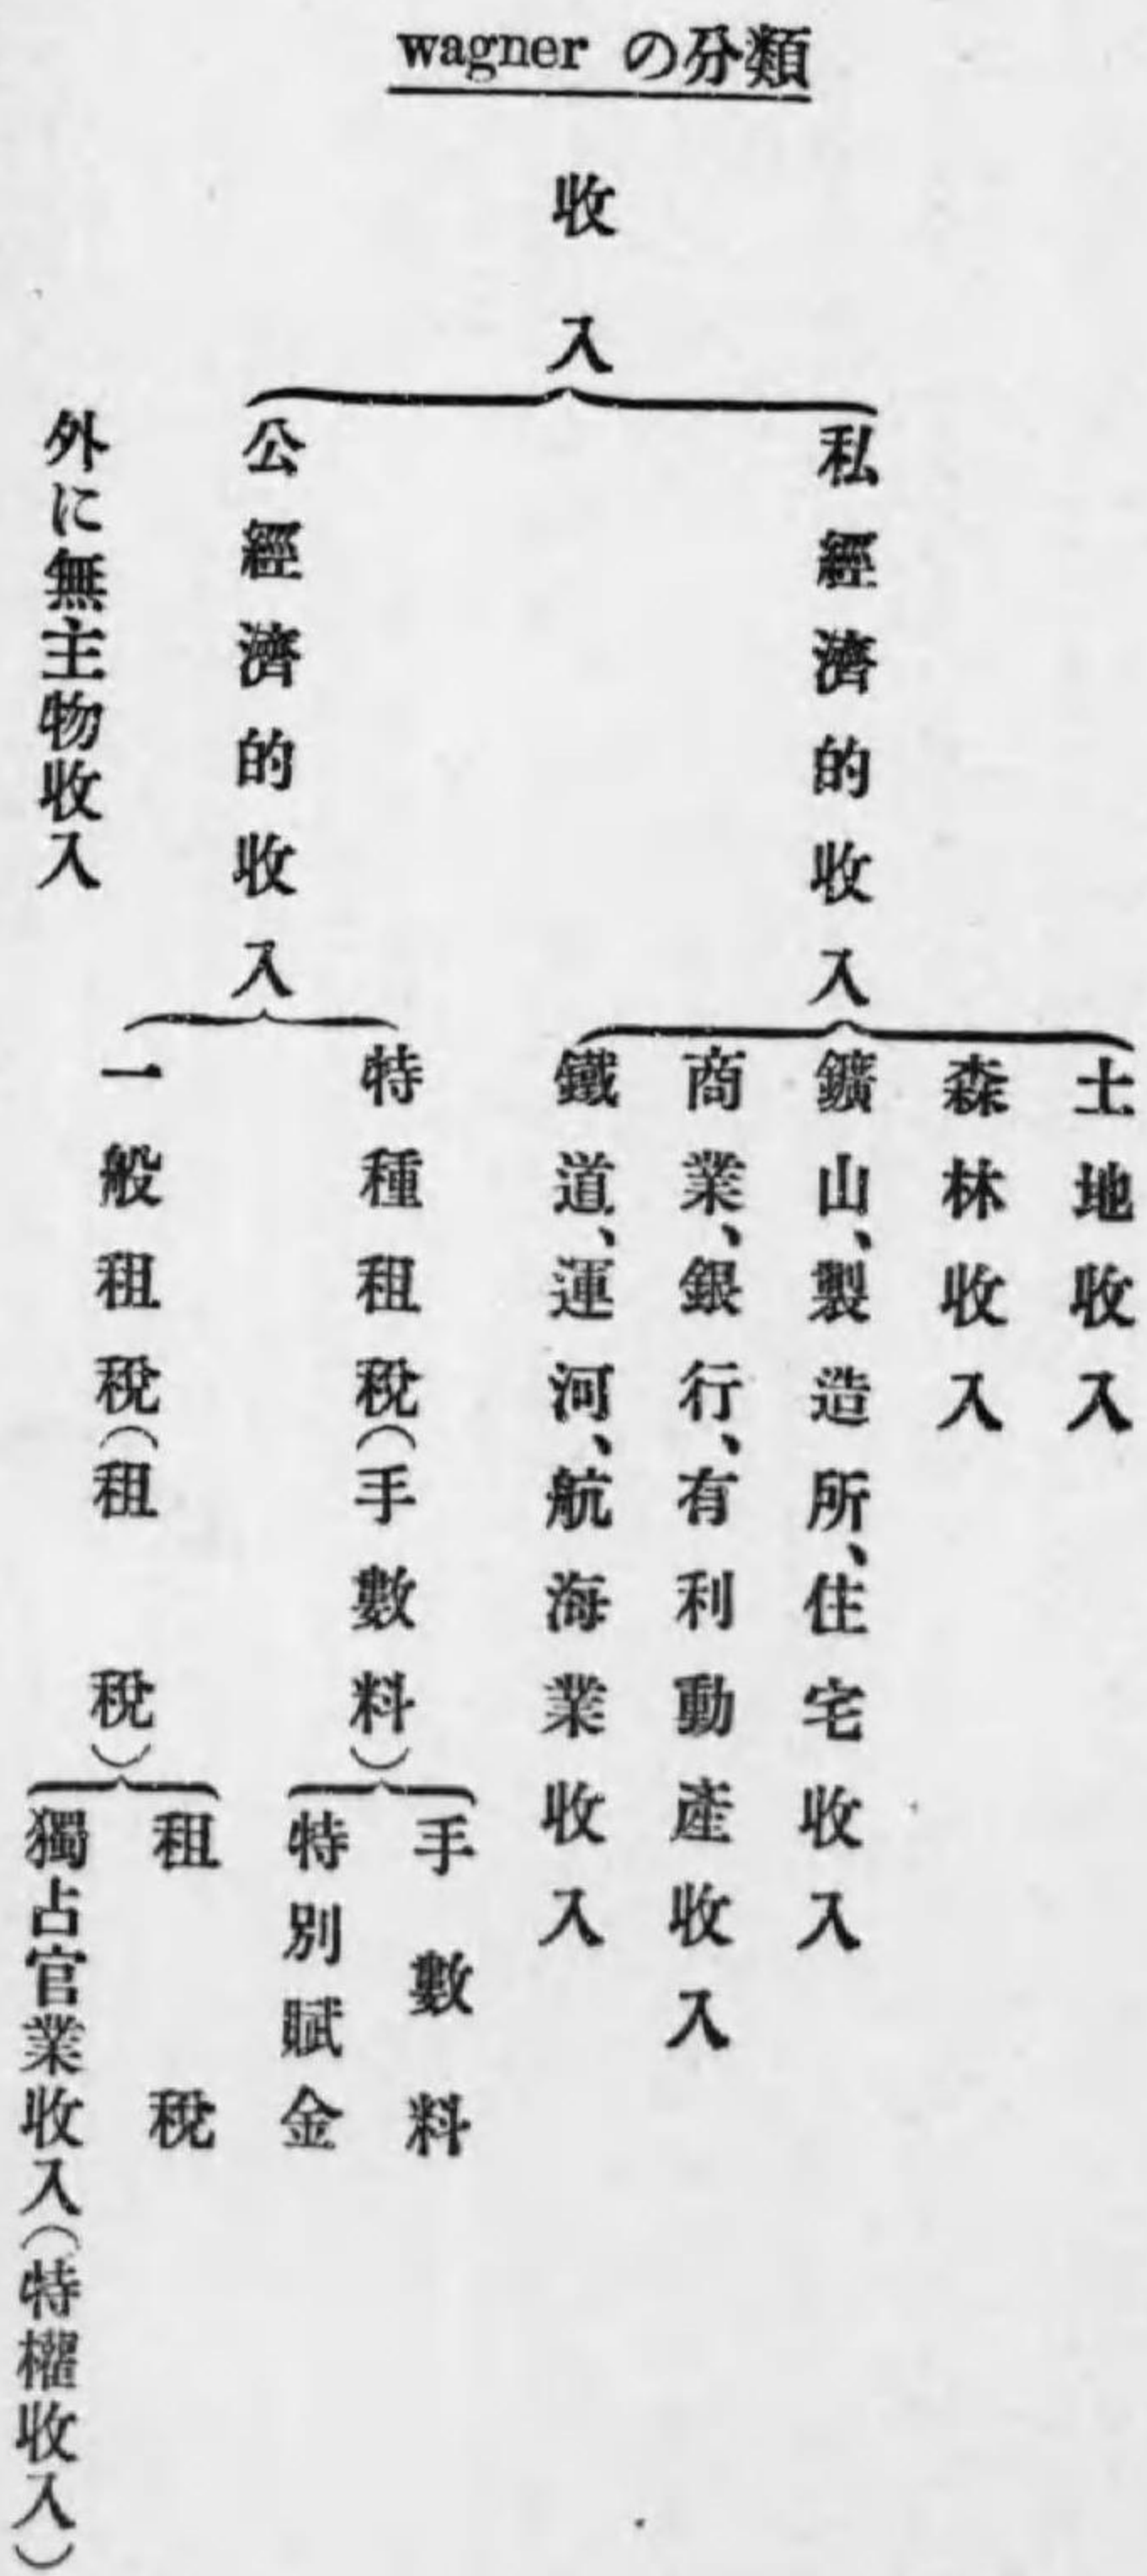 wagner の分類
收入
私經濟的收入
土地收入
森林收入
鑛山、製造所、住宅收入
商業、銀行、有利動產收入
鐵道、運河、航海業收入
公經濟的收入
特種租稅(手數料)
手數料
特別賦金
一般租稅(租稅)
租稅
獨占官業收入(特權收入)
外に無主物收入